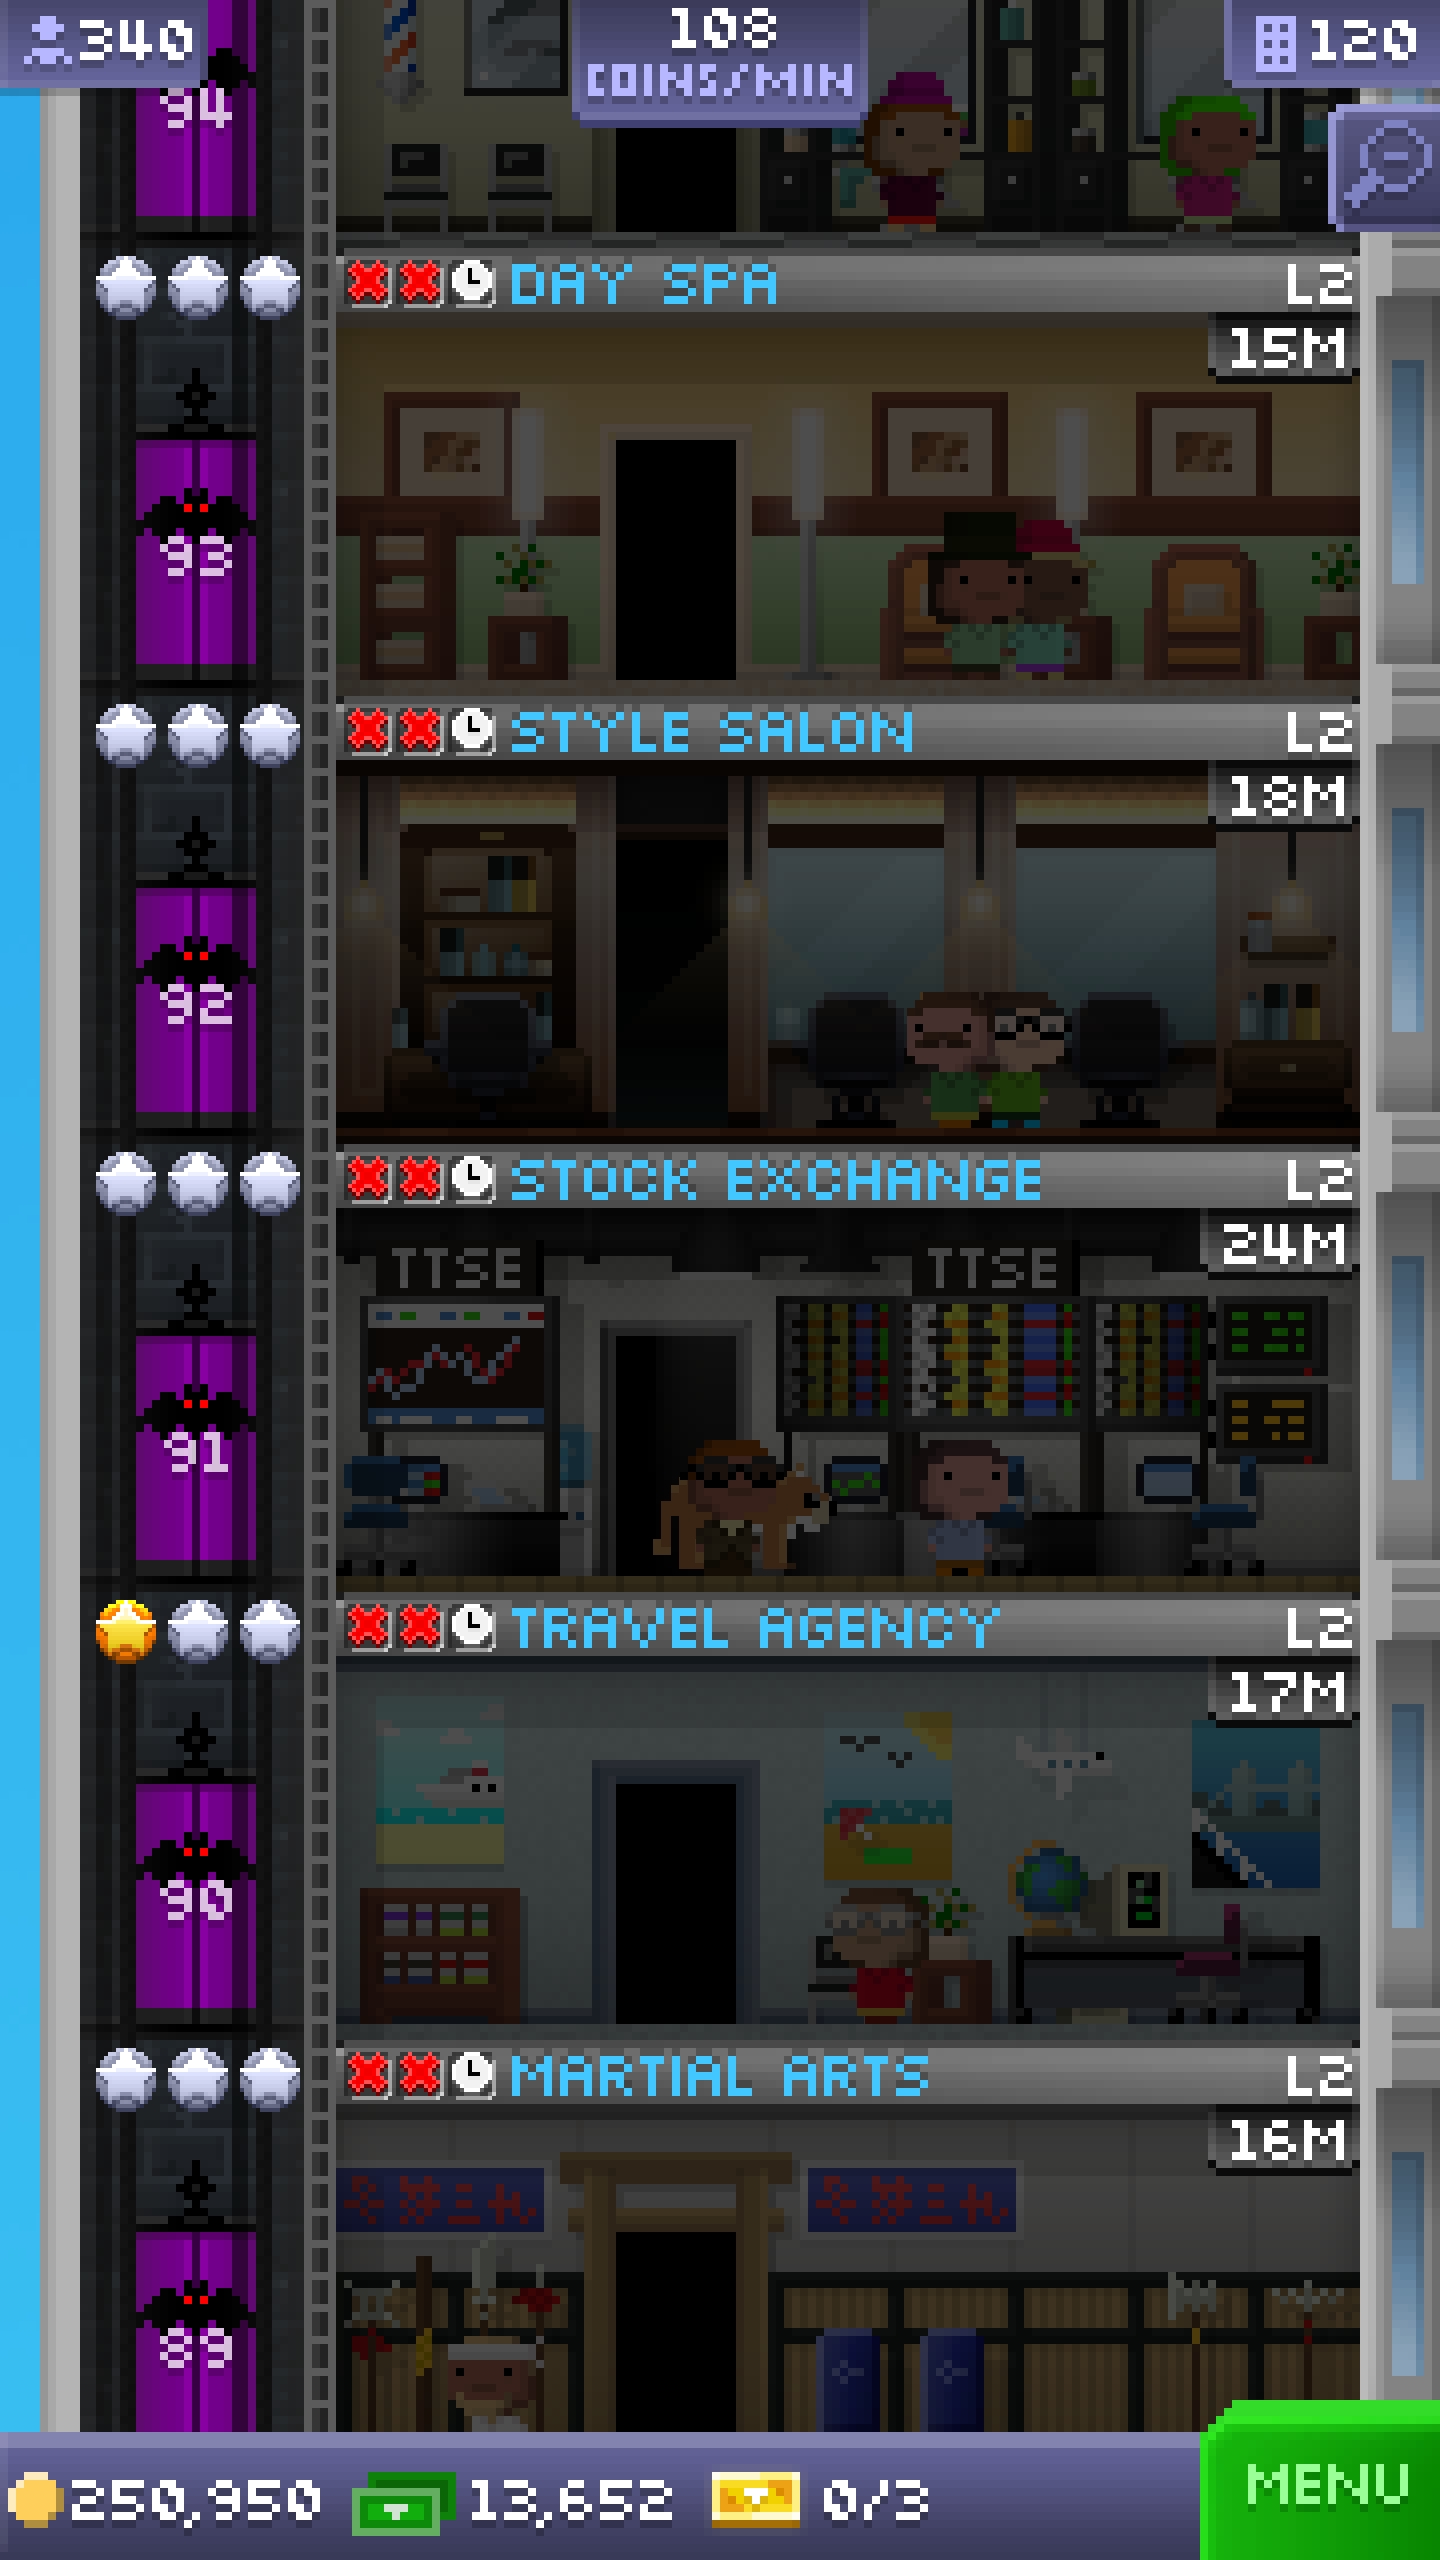 340
108
COINS/MIN
120
94
DAY SPA L2
15M
93
STYLE SALON L2
18M
92
STOCK EXCHANGE L2
24M
TTSE TTSE
91
TRAVEL AGENCY L2
17M
90
MARTIAL ARTS L2
16M
89
250,950 13,652 0/3
MENU